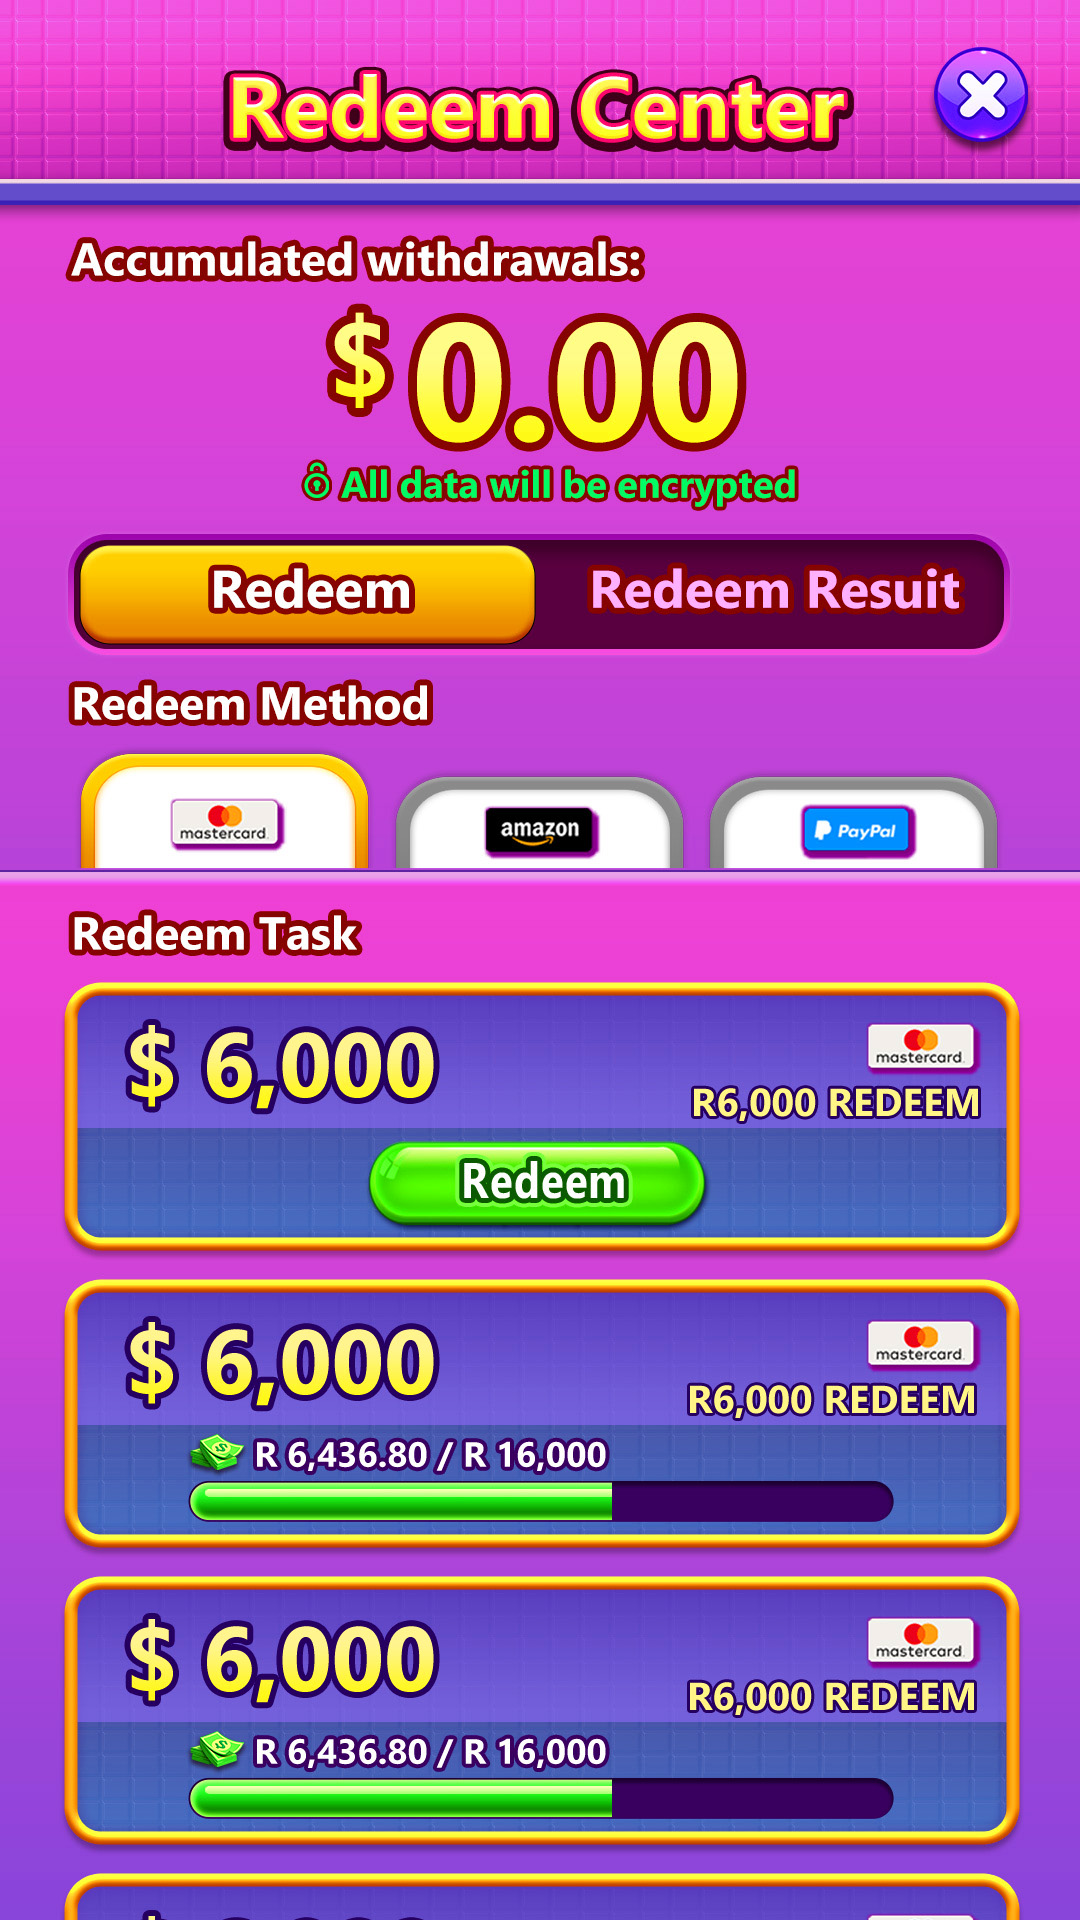 Redeem Center
Accumulated withdrawals:
$ 0.00
All data will be encrypted
Redeem
Redeem Resuit
Redeem Method
mastercard
amazon
PayPal
Redeem Task
$ 6,000
mastercard
R6,000 REDEEM
Redeem
$ 6,000
mastercard
R6,000 REDEEM
R 6,436.80 / R 16,000
$ 6,000
mastercard
R6,000 REDEEM
R 6,436.80 / R 16,000